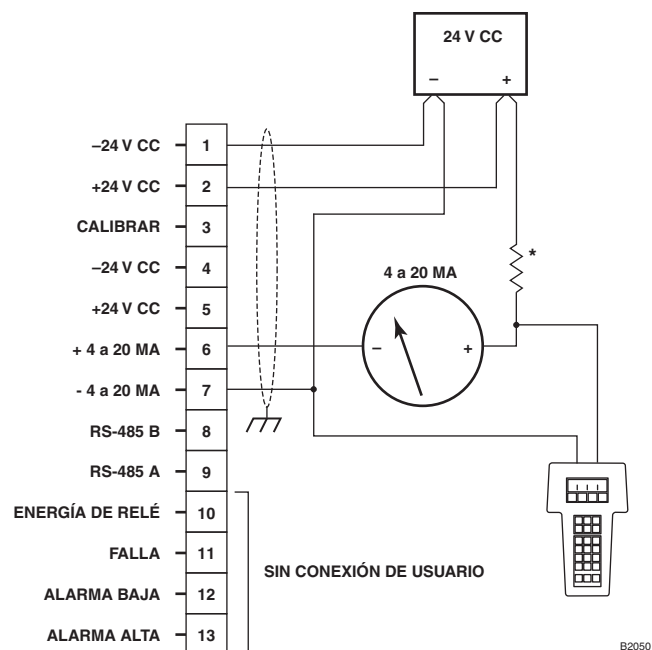 24 V CC
– +
–24 V CC 1
+24 V CC 2
CALIBRAR 3
–24 V CC 4
+24 V CC 5
+ 4 a 20 MA 6
- 4 a 20 MA 7
RS-485 B 8
RS-485 A 9
ENERGÍA DE RELÉ 10
FALLA 11
ALARMA BAJA 12
ALARMA ALTA 13
*
4 a 20 MA
– +
SIN CONEXIÓN DE USUARIO
B2050